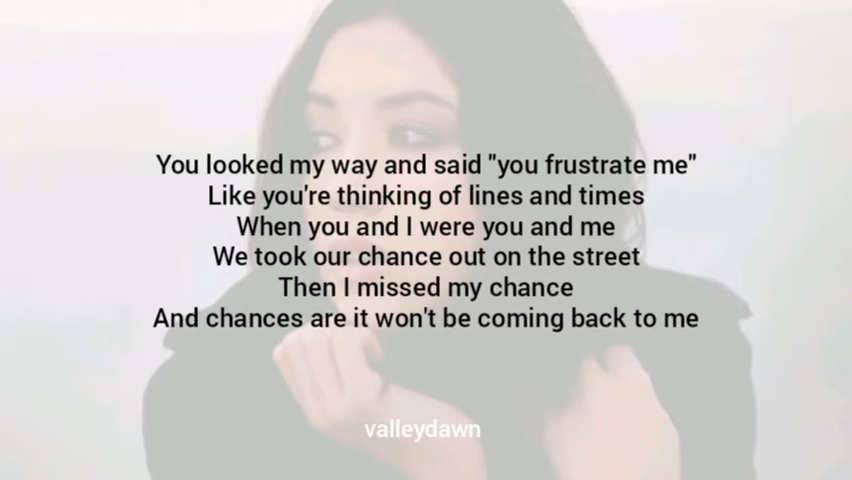 You looked my way and said "you frustrate me"
Like you're thinking of lines and times
When you and I were you and me
We took our chance out on the street
Then I missed my chance
And chances are it won't be coming back to me
valleydawn